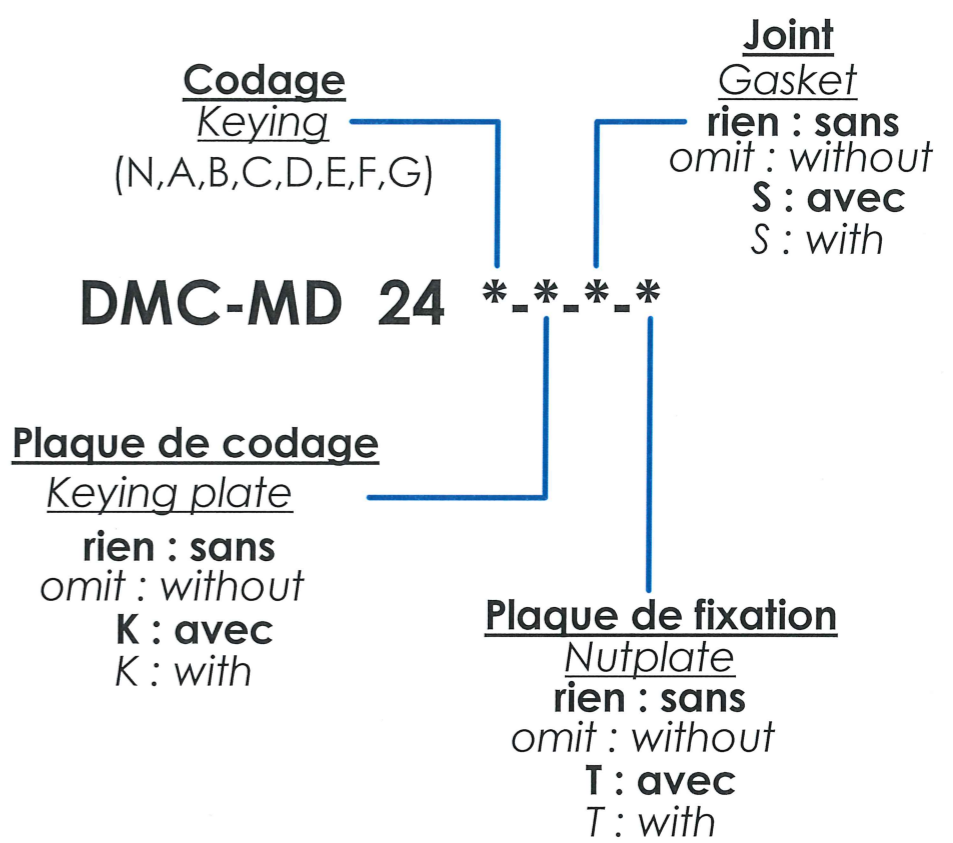 Codage
Keying
(N,A,B,C,D,E,F,G)
Joint
Gasket
rien : sans
omit : without
S : avec
S : with
DMC-MD 24 *-*-*-*
Plaque de codage
Keying plate
rien : sans
omit : without
K : avec
K : with
Plaque de fixation
Nutplate
rien : sans
omit : without
T : avec
T : with